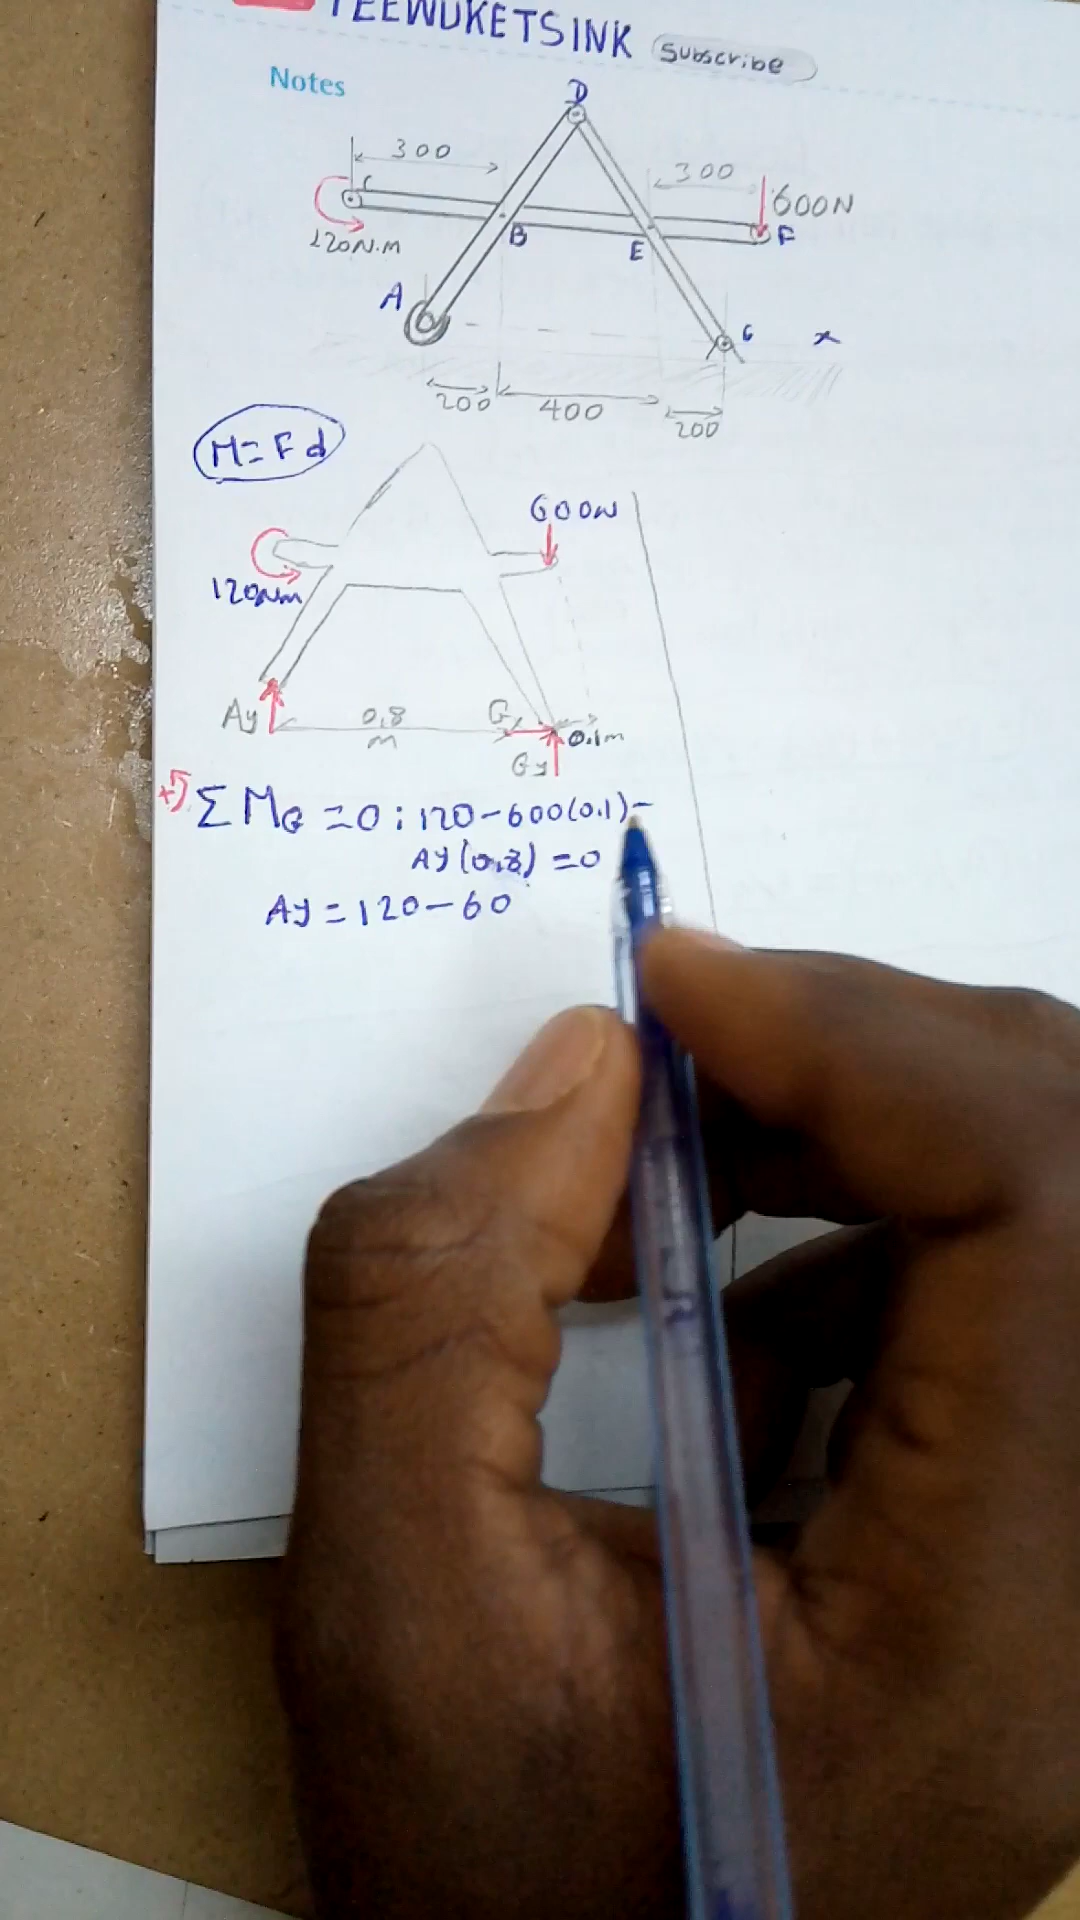 YEEWUKETSINK Subscribe
Notes
D
300
300
C
600N
120N.M
B
E
F
A
G
x
200
400
200
M=Fd
600N
120Nm
Ay
0.8
m
Gx
0.1m
Gy
+) ΣMG = 0 : 120-600(0.1)-
Ay(0.8) = 0
Ay = 120-60